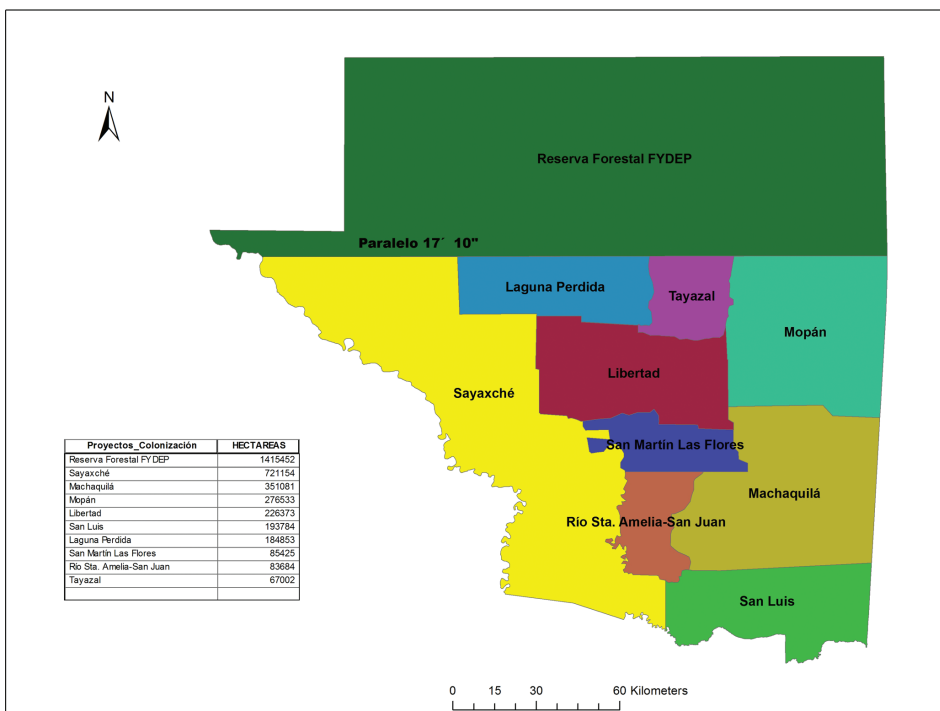 N
Reserva Forestal FYDEP
Paralelo 17´ 10"
Laguna Perdida
Tayazal
Mopán
Libertad
Sayaxché
San Martín Las Flores
Machaquilá
Río Sta. Amelia-San Juan
San Luis
Proyectos_Colonización HECTAREAS
Reserva Forestal FYDEP 1415452
Sayaxché 721154
Machaquilá 351081
Mopán 276533
Libertad 226373
San Luis 193784
Laguna Perdida 184853
San Martín Las Flores 85425
Río Sta. Amelia-San Juan 83684
Tayazal 67002
0 15 30 60 Kilometers